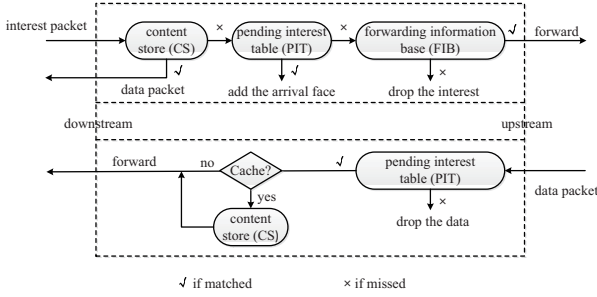 interest packet
content
store (CS)
×
pending interest
table (PIT)
×
forwarding information
base (FIB)
√
forward
√
data packet
√
add the arrival face
×
drop the interest
downstream
upstream
forward
no
Cache?
√
pending interest
table (PIT)
data packet
yes
×
content
store (CS)
drop the data
√ if matched
× if missed